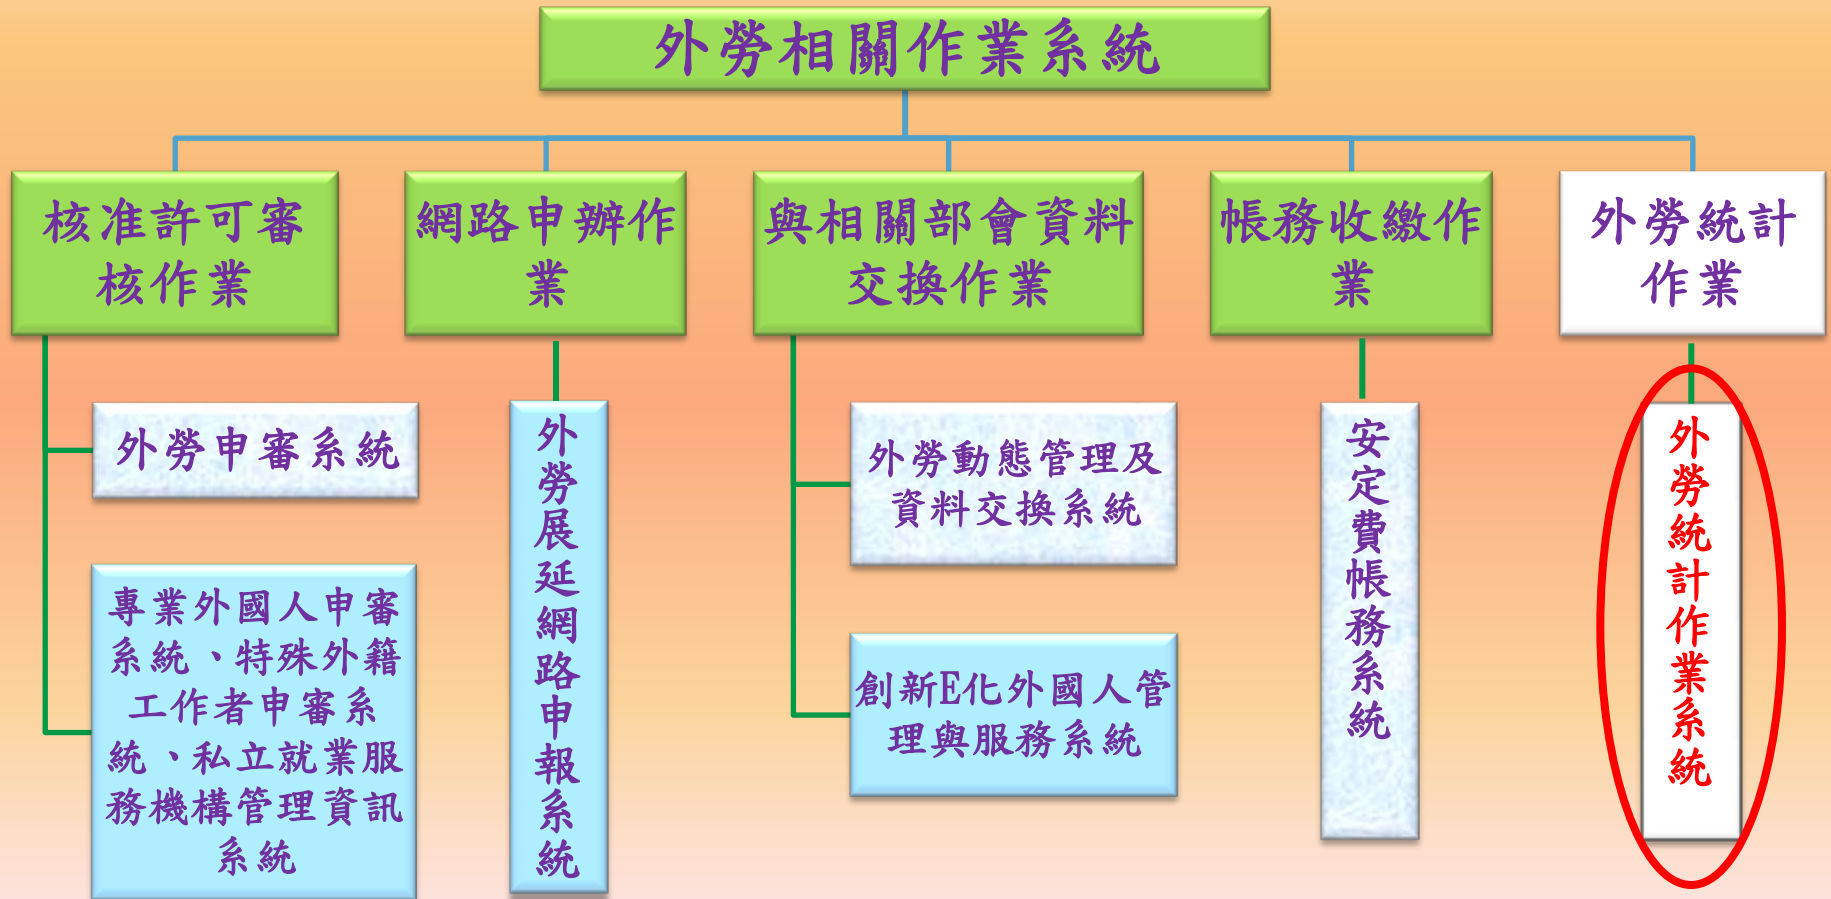 外勞相關作業系統
核准許可審
核作業
網路申辦作
業
與相關部會資料
交換作業
帳務收繳作
業
外勞統計
作業
外勞申審系統
專業外國人申審
系統、特殊外籍
工作者申審系
統、私立就業服
務機構管理資訊
系統
外勞展延網路申報系統
外勞動態管理及
資料交換系統
創新E化外國人管
理與服務系統
安定費帳務系統
外勞統計作業系統